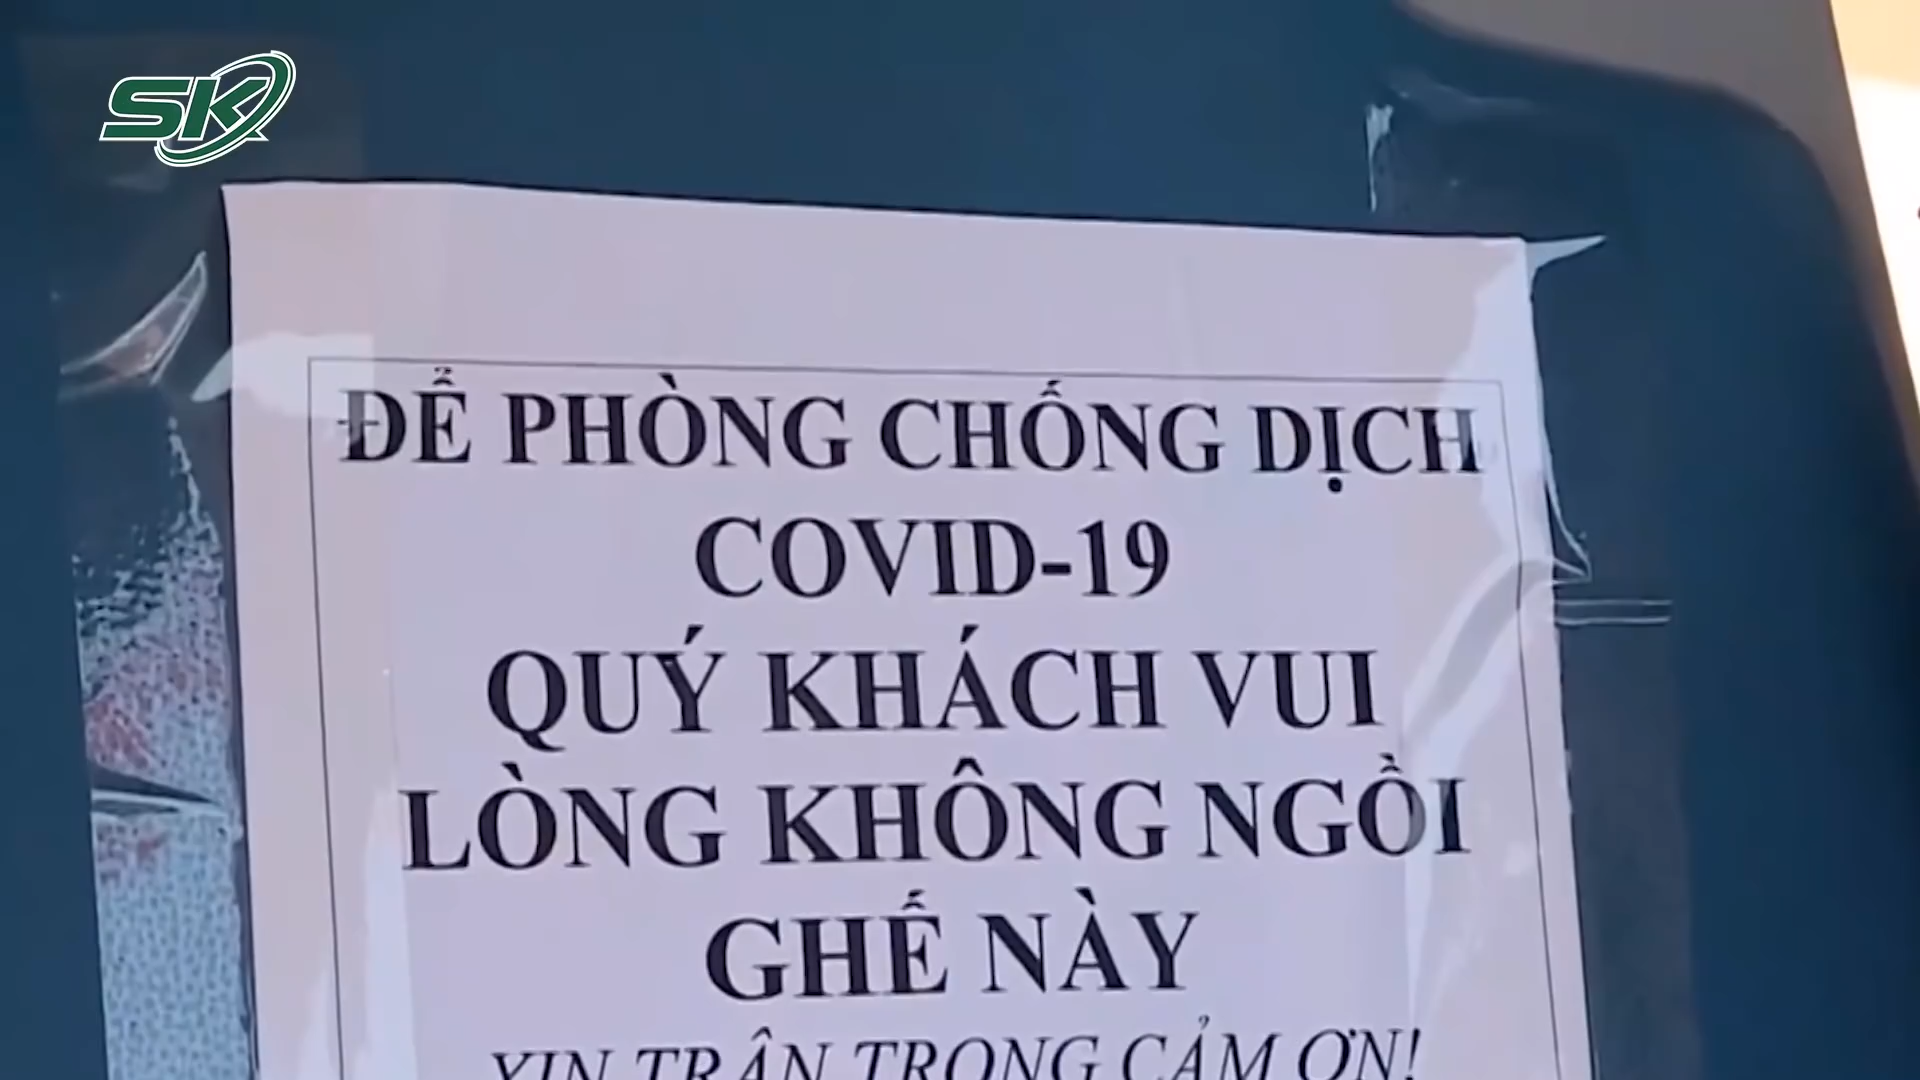 SK
ĐỂ PHÒNG CHỐNG DỊCH
COVID-19
QUÝ KHÁCH VUI
LÒNG KHÔNG NGỒI
GHẾ NÀY
XIN TRÂN TRỌNG CẢM ƠN!